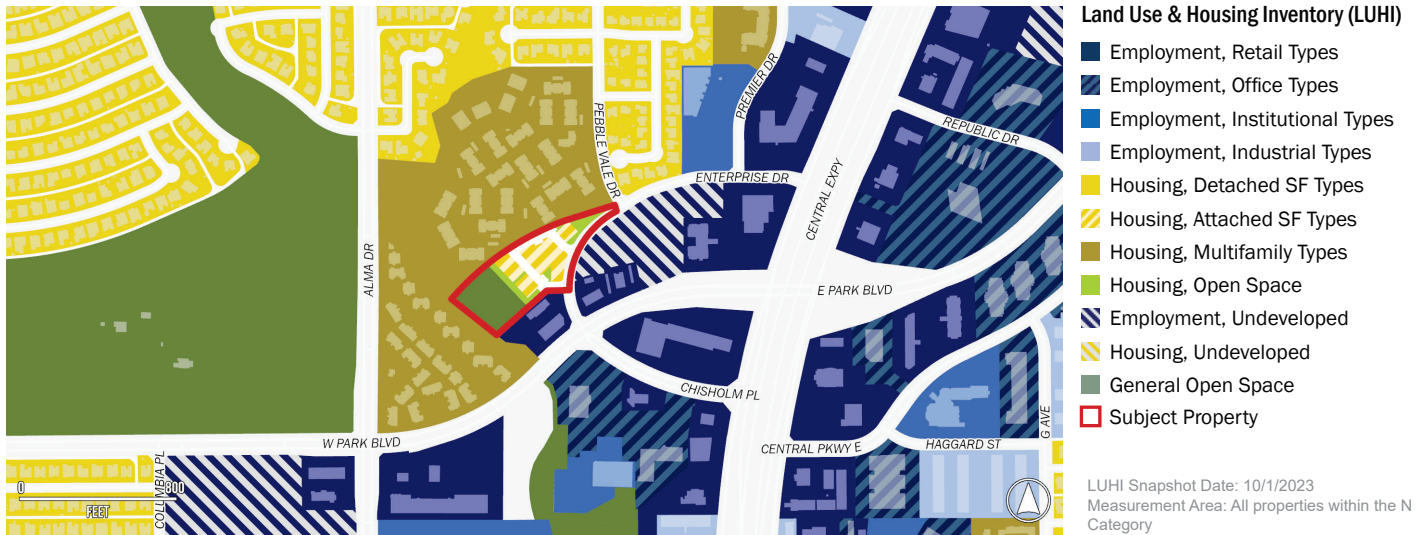 Land Use & Housing Inventory (LUHI)
Employment, Retail Types
Employment, Office Types
Employment, Institutional Types
Employment, Industrial Types
Housing, Detached SF Types
Housing, Attached SF Types
Housing, Multifamily Types
Housing, Open Space
Employment, Undeveloped
Housing, Undeveloped
General Open Space
Subject Property
LUHI Snapshot Date: 10/1/2023
Measurement Area: All properties within the N
Category
PREMIER DR
PEBBLE VALE DR
REPUBLIC DR
ENTERPRISE DR
CENTRAL EXPY
ALMA DR
E PARK BLVD
CHISHOLM PL
W PARK BLVD
CENTRAL PKWY E
HAGGARD ST
G AVE
COLUMBIA PL
0 800
FEET